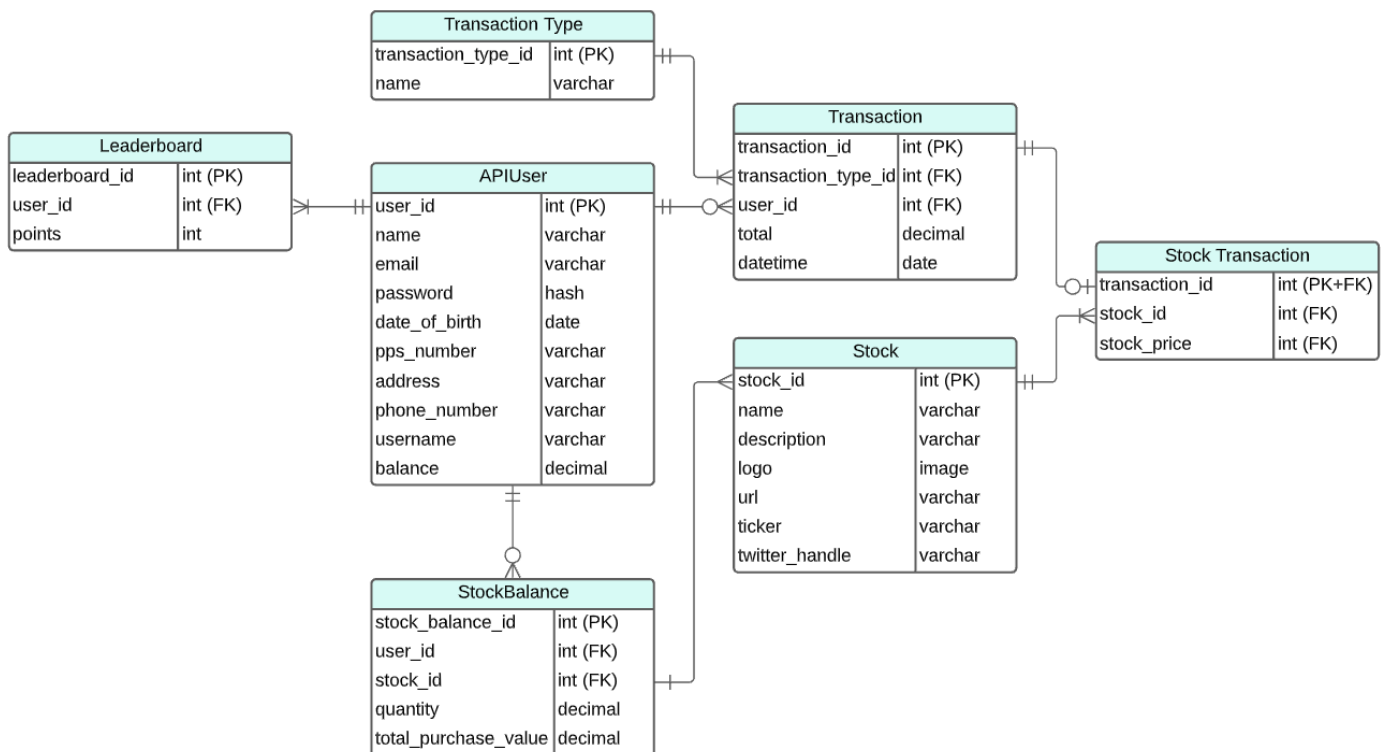 Transaction Type
transaction_type_id int (PK)
name varchar
Leaderboard
leaderboard_id int (PK)
user_id int (FK)
points int
APIUser
user_id int (PK)
name varchar
email varchar
password hash
date_of_birth date
pps_number varchar
address varchar
phone_number varchar
username varchar
balance decimal
Transaction
transaction_id int (PK)
transaction_type_id int (FK)
user_id int (FK)
total decimal
datetime date
Stock Transaction
transaction_id int (PK+FK)
stock_id int (FK)
stock_price int (FK)
Stock
stock_id int (PK)
name varchar
description varchar
logo image
url varchar
ticker varchar
twitter_handle varchar
StockBalance
stock_balance_id int (PK)
user_id int (FK)
stock_id int (FK)
quantity decimal
total_purchase_value decimal